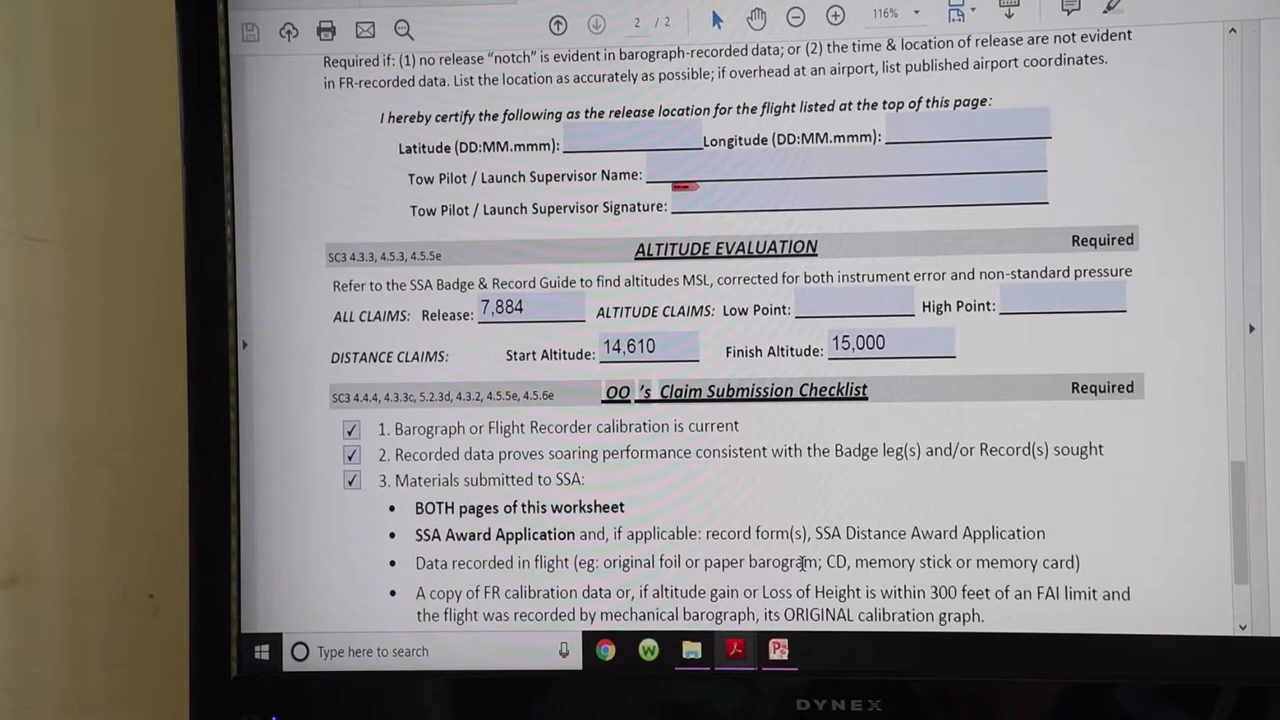 2 / 2
116%
Required if: (1) no release “notch” is evident in barograph-recorded data; or (2) the time & location of release are not evident
in FR-recorded data. List the location as accurately as possible; if overhead at an airport, list published airport coordinates.
I hereby certify the following as the release location for the flight listed at the top of this page:
Latitude (DD:MM.mmm): Longitude (DD:MM.mmm):
Tow Pilot / Launch Supervisor Name:
Tow Pilot / Launch Supervisor Signature:
SC3 4.3.3, 4.5.3, 4.5.5e ALTITUDE EVALUATION Required
Refer to the SSA Badge & Record Guide to find altitudes MSL, corrected for both instrument error and non-standard pressure
ALL CLAIMS: Release: 7,884 ALTITUDE CLAIMS: Low Point: High Point:
DISTANCE CLAIMS: Start Altitude: 14,610 Finish Altitude: 15,000
SC3 4.4.4, 4.3.3c, 5.2.3d, 4.3.2, 4.5.5e, 4.5.6e OO 's Claim Submission Checklist Required
✓ 1. Barograph or Flight Recorder calibration is current
✓ 2. Recorded data proves soaring performance consistent with the Badge leg(s) and/or Record(s) sought
✓ 3. Materials submitted to SSA:
• BOTH pages of this worksheet
• SSA Award Application and, if applicable: record form(s), SSA Distance Award Application
• Data recorded in flight (eg: original foil or paper barogram; CD, memory stick or memory card)
• A copy of FR calibration data or, if altitude gain or Loss of Height is within 300 feet of an FAI limit and
the flight was recorded by mechanical barograph, its ORIGINAL calibration graph.
Type here to search
DYNEX